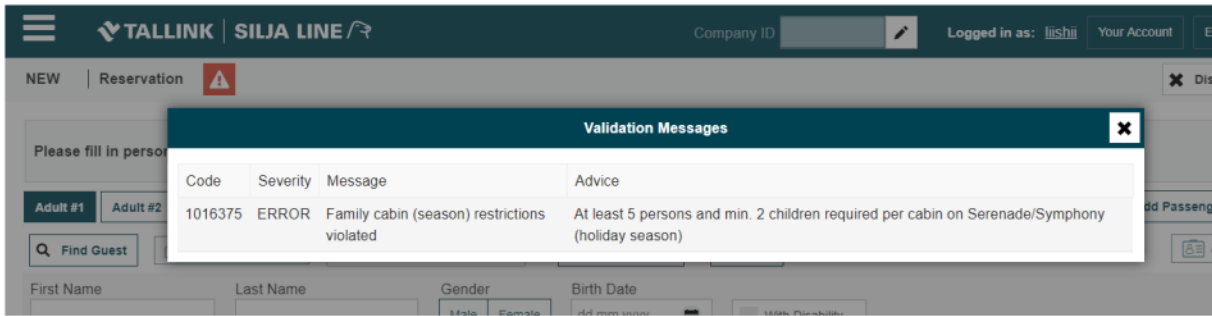 TALLINK | SILJA LINE
Company ID
Logged in as: liishii
Your Account
NEW | Reservation
Validation Messages
Please fill in person
Code Severity Message Advice
1016375 ERROR Family cabin (season) restrictions violated At least 5 persons and min. 2 children required per cabin on Serenade/Symphony (holiday season)
Adult #1
Adult #2
Find Guest
First Name
Last Name
Gender
Birth Date
Male
Female
dd.mm.yyyy
With Disability